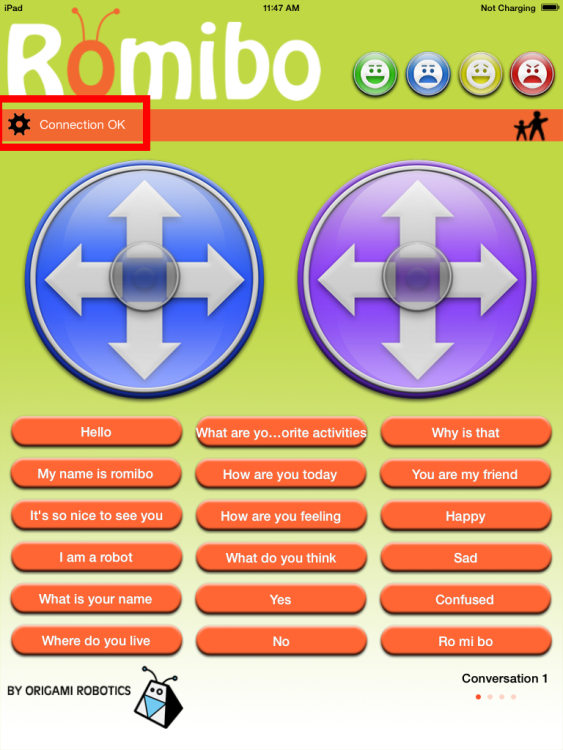 iPad 11:47 AM Not Charging
Romibo
Connection OK
Hello
What are yo...orite activities
Why is that
My name is romibo
How are you today
You are my friend
It's so nice to see you
How are you feeling
Happy
I am a robot
What do you think
Sad
What is your name
Yes
Confused
Where do you live
No
Ro mi bo
BY ORIGAMI ROBOTICS
Conversation 1